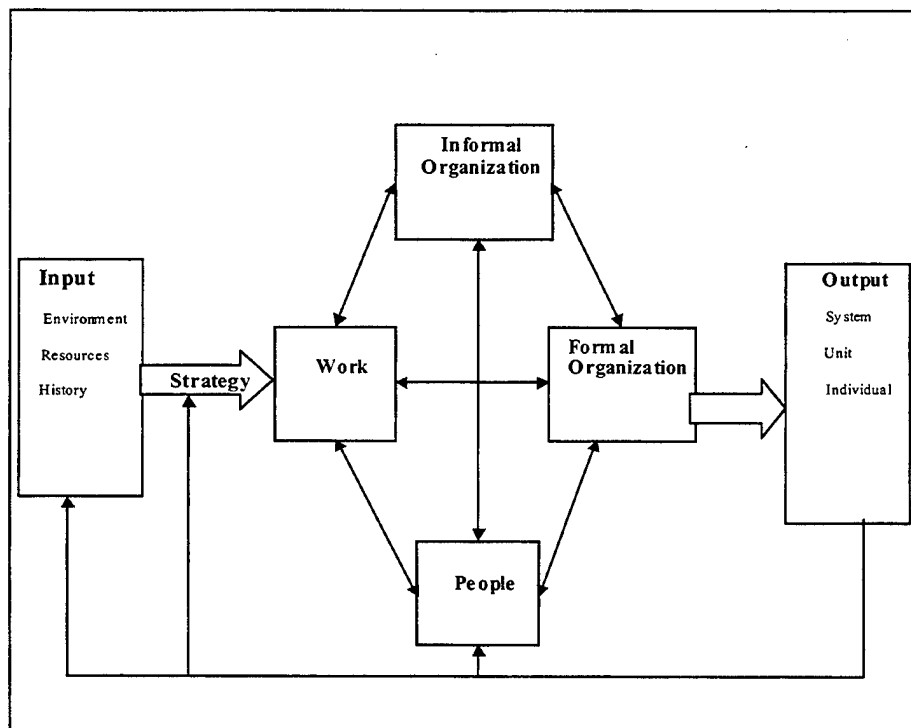 Informal
Organization
Input
Environment
Resources
History
Strategy
Work
Formal
Organization
Output
System
Unit
Individual
People